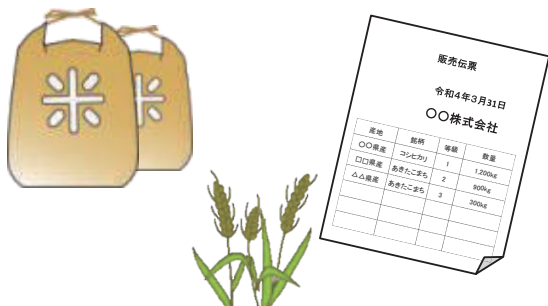 米
販売伝票
令和4年3月31日
〇〇株式会社
産地 銘柄 等級 数量
〇〇県産 コシヒカリ 1 1,200kg
□□県産 あきたこまち 2 900kg
△△県産 あきたこまち 3 300kg